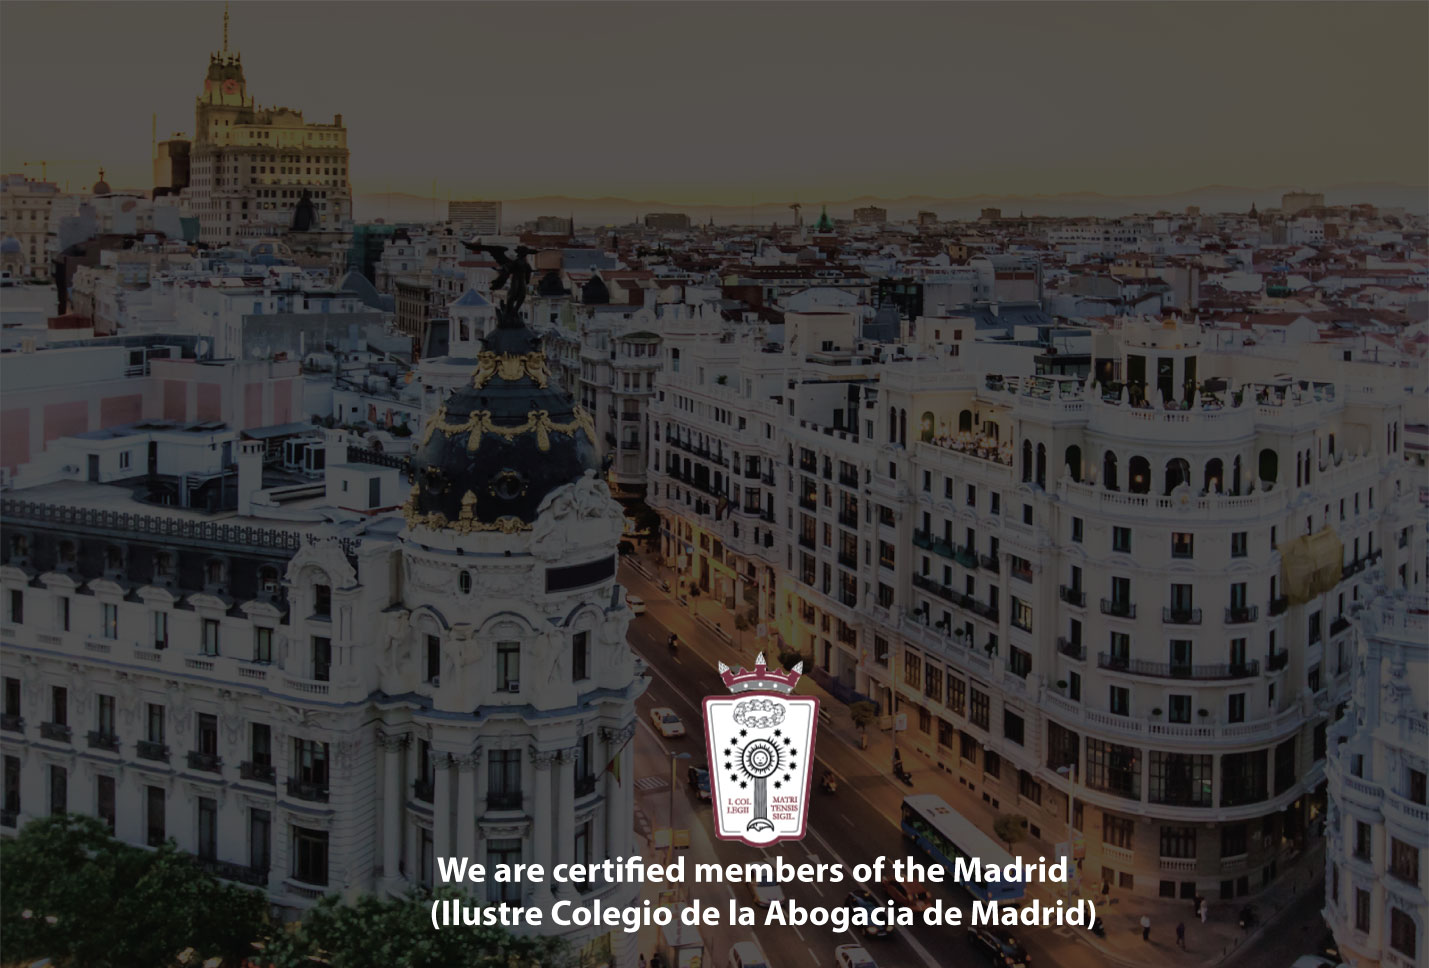 I. COL
LEGII
MATRI
TENSIS
SIGIL.
We are certified members of the Madrid
(Ilustre Colegio de la Abogacia de Madrid)